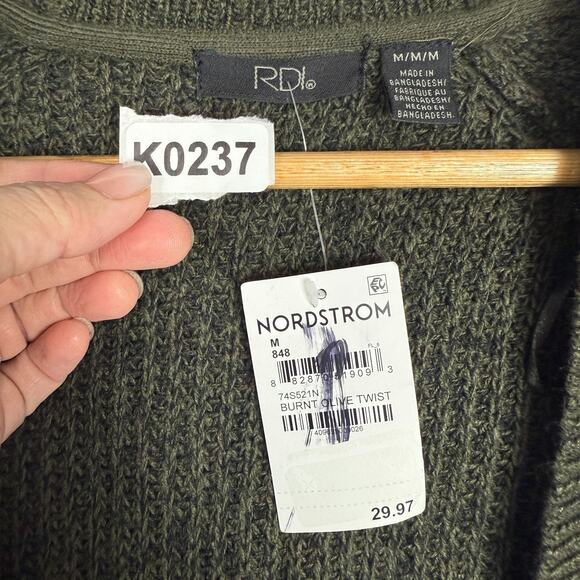 RDI®
M/M/M
MADE IN
BANGLADESH/
FABRIQUÉ AU
BANGLADESH/
HECHO EN
BANGLADESH.
K0237
NORDSTROM
M
848
FL_6
74S521N
BURNT OLIVE TWIST
29.97